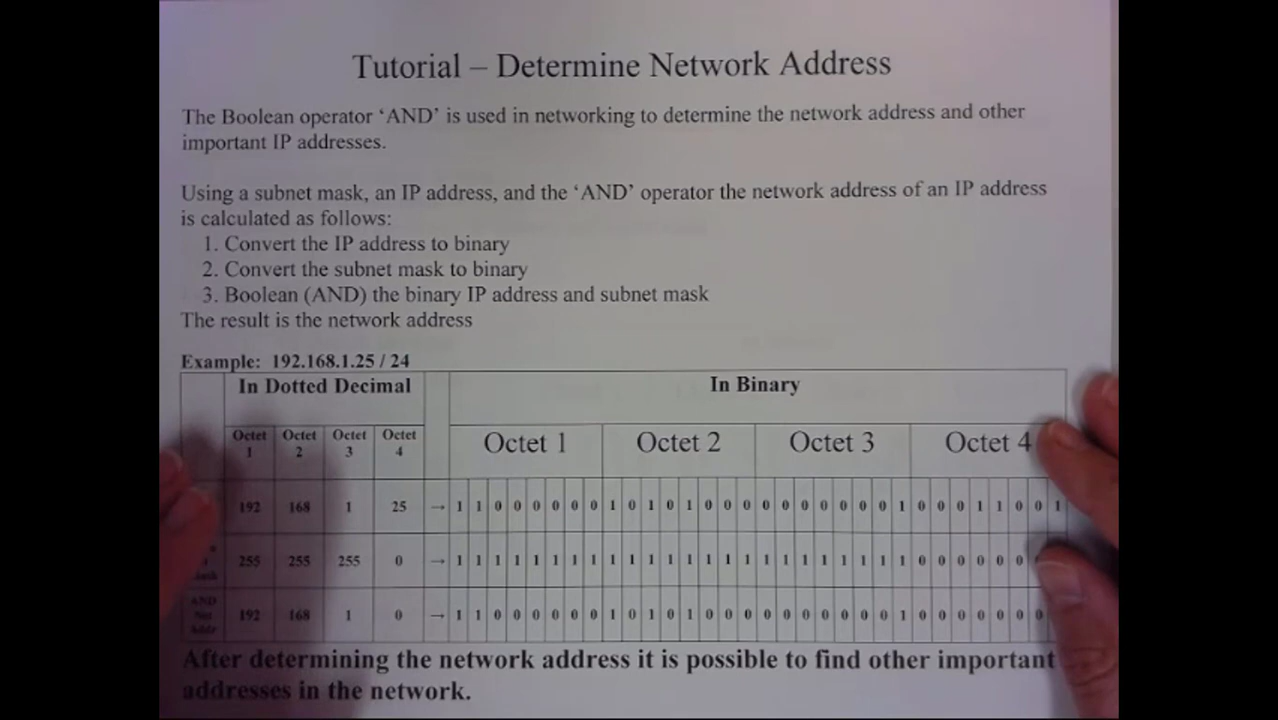 Tutorial – Determine Network Address
The Boolean operator ‘AND’ is used in networking to determine the network address and other
important IP addresses.
Using a subnet mask, an IP address, and the ‘AND’ operator the network address of an IP address
is calculated as follows:
1. Convert the IP address to binary
2. Convert the subnet mask to binary
3. Boolean (AND) the binary IP address and subnet mask
The result is the network address
Example: 192.168.1.25 / 24
In Dotted Decimal In Binary
Octet 1 Octet 2 Octet 3 Octet 4 Octet 1 Octet 2 Octet 3 Octet 4
192 168 1 25 → 1 1 0 0 0 0 0 0 1 0 1 0 1 0 0 0 0 0 0 0 0 0 0 1 0 0 0 1 1 0 0 1
255 255 255 0 → 1 1 1 1 1 1 1 1 1 1 1 1 1 1 1 1 1 1 1 1 1 1 1 1 0 0 0 0 0 0
AND Net Addr 192 168 1 0 → 1 1 0 0 0 0 0 0 1 0 1 0 1 0 0 0 0 0 0 0 0 0 0 1 0 0 0 0 0 0 0
After determining the network address it is possible to find other important
addresses in the network.